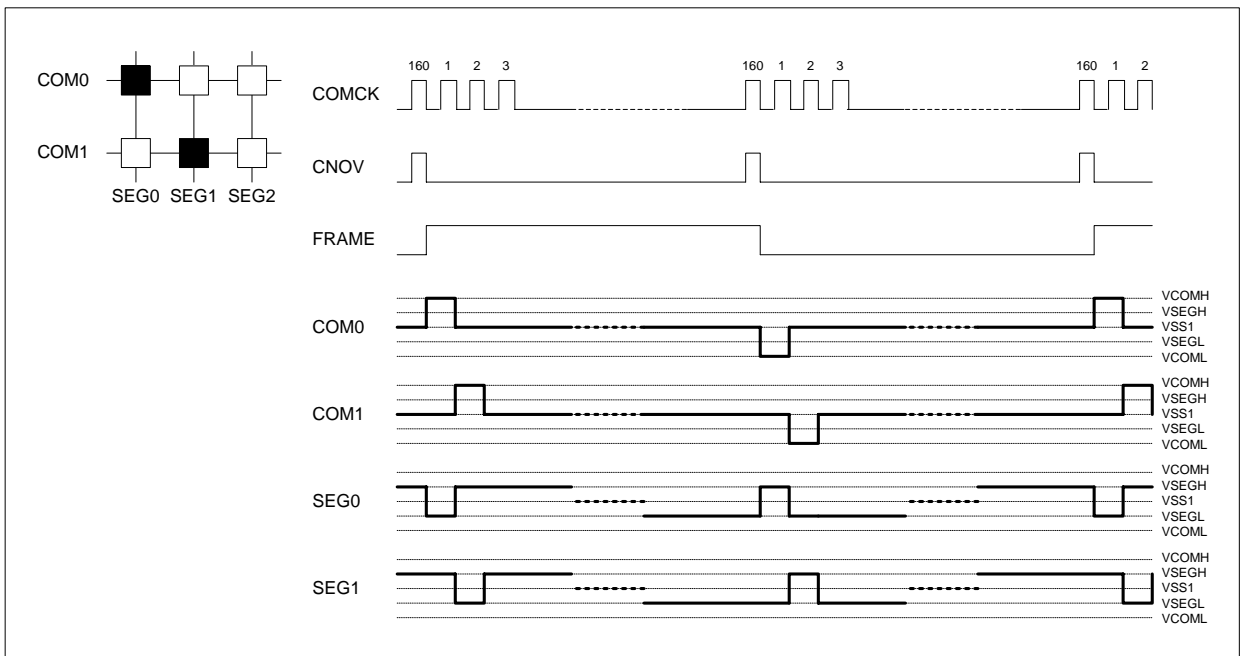 COM0
COM1
SEG0 SEG1 SEG2
COMCK
160 1 2 3 160 1 2 3 160 1 2
CNOV
FRAME
COM0
VCOMH
VSEGH
VSS1
VSEGL
VCOML
COM1
VCOMH
VSEGH
VSS1
VSEGL
VCOML
SEG0
VCOMH
VSEGH
VSS1
VSEGL
VCOML
SEG1
VCOMH
VSEGH
VSS1
VSEGL
VCOML